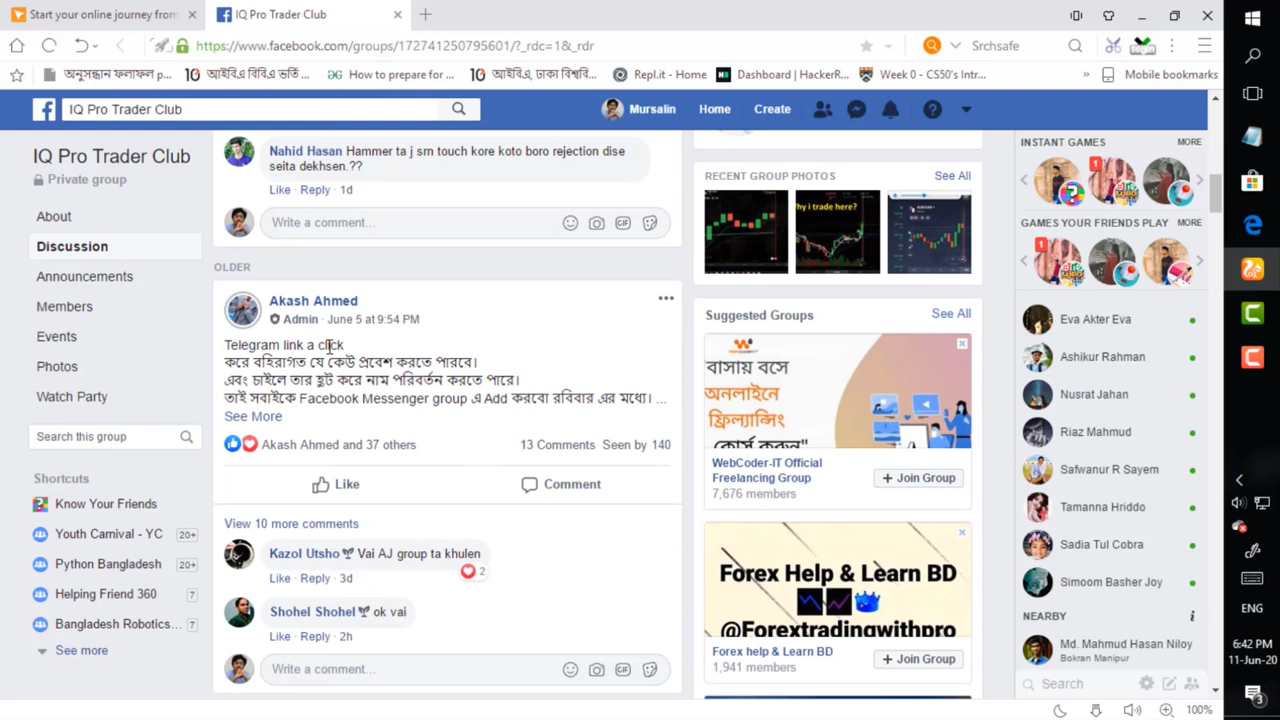 Start your online journey from
IQ Pro Trader Club
https://www.facebook.com/groups/172741250795601/?_rdc=1&_rdr
Srchsafe
অনুসন্ধান ফলাফল p...
আইবিএ বিবিএ ভর্তি ...
How to prepare for ...
আইবিএ, ঢাকা বিশ্ববি...
Repl.it - Home
Dashboard | HackerR...
Week 0 - CS50's Intr...
»
Mobile bookmarks
IQ Pro Trader Club
Mursalin
Home
Create
IQ Pro Trader Club
Private group
About
Discussion
Announcements
Members
Events
Photos
Watch Party
Search this group
Shortcuts
Know Your Friends
Youth Carnival - YC 20+
Python Bangladesh 20+
Helping Friend 360 7
Bangladesh Robotics... 7
See more
Nahid Hasan Hammer ta j sm touch kore koto boro rejection dise
seita dekhsen.??
Like · Reply · 1d
Write a comment...
GIF
OLDER
Akash Ahmed
Admin · June 5 at 9:54 PM
Telegram link a click
করে বহিরাগত যে কেউ প্রবেশ করতে পারবে।
এবং চাইলে তার হুট করে নাম পরিবর্তন করতে পারে।
তাই সবাইকে Facebook Messenger group এ Add করবো রবিবার এর মধ্যে। ...
See More
Akash Ahmed and 37 others
13 Comments Seen by 140
Like
Comment
View 10 more comments
Kazol Utsho Vai AJ group ta khulen
2
Like · Reply · 3d
Shohel Shohel ok vai
Like · Reply · 2h
Write a comment...
GIF
RECENT GROUP PHOTOS
See All
hy i trade here?
Suggested Groups
See All
বাসায় বসে
অনলাইনে
ফ্রিল্যান্সিং
কোর্স করুন"
WebCoder-IT Official
Freelancing Group
7,676 members
+ Join Group
Forex Help & Learn BD
@Forextradingwithpro
Forex help & Learn BD
1,941 members
+ Join Group
INSTANT GAMES
MORE
1
GAMES YOUR FRIENDS PLAY
MORE
1
Eva Akter Eva
Ashikur Rahman
Nusrat Jahan
Riaz Mahmud
Safwanur R Sayem
Tamanna Hriddo
Sadia Tul Cobra
Simoom Basher Joy
NEARBY
Md. Mahmud Hasan Niloy
Bokran Manipur
Search
100%
ENG
6:42 PM
11-Jun-20
3